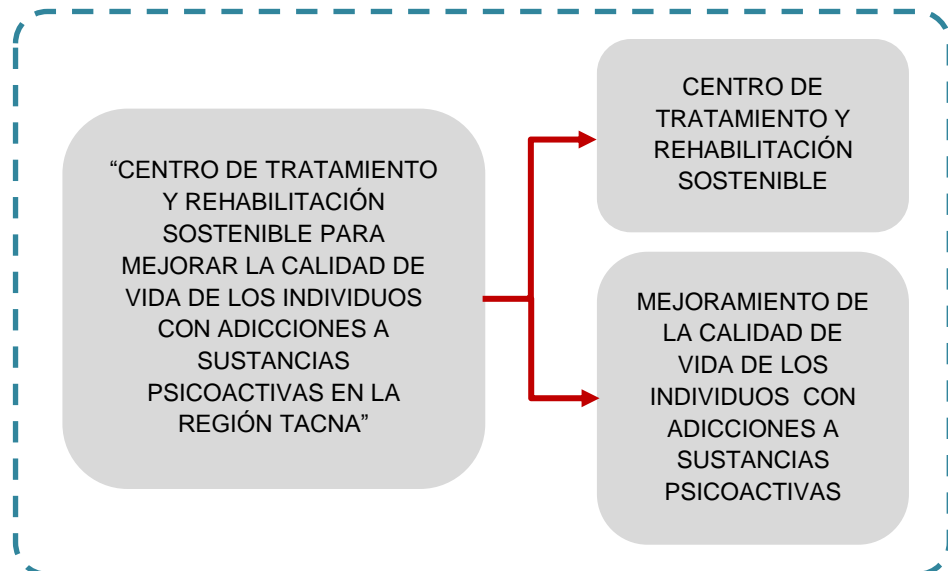 “CENTRO DE TRATAMIENTO
Y REHABILITACIÓN
SOSTENIBLE PARA
MEJORAR LA CALIDAD DE
VIDA DE LOS INDIVIDUOS
CON ADICCIONES A
SUSTANCIAS
PSICOACTIVAS EN LA
REGIÓN TACNA”
CENTRO DE
TRATAMIENTO Y
REHABILITACIÓN
SOSTENIBLE
MEJORAMIENTO DE
LA CALIDAD DE
VIDA DE LOS
INDIVIDUOS CON
ADICCIONES A
SUSTANCIAS
PSICOACTIVAS